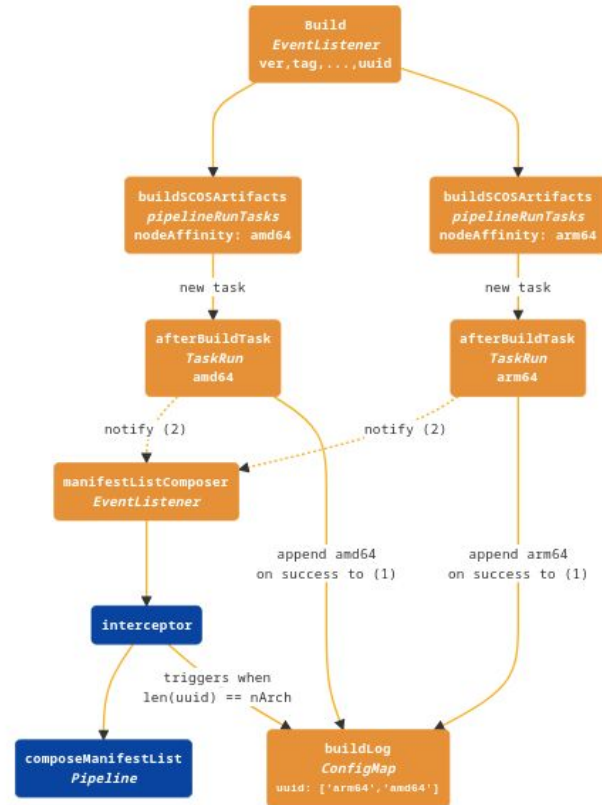 Build
EventListener
ver,tag,...,uuid
buildSCOSArtifacts
pipelineRunTasks
nodeAffinity: amd64
buildSCOSArtifacts
pipelineRunTasks
nodeAffinity: arm64
new task
new task
afterBuildTask
TaskRun
amd64
afterBuildTask
TaskRun
arm64
notify (2)
notify (2)
manifestListComposer
EventListener
append amd64
on success to (1)
append arm64
on success to (1)
interceptor
triggers when
len(uuid) == nArch
composeManifestList
Pipeline
buildLog
ConfigMap
uuid: ['arm64','amd64']